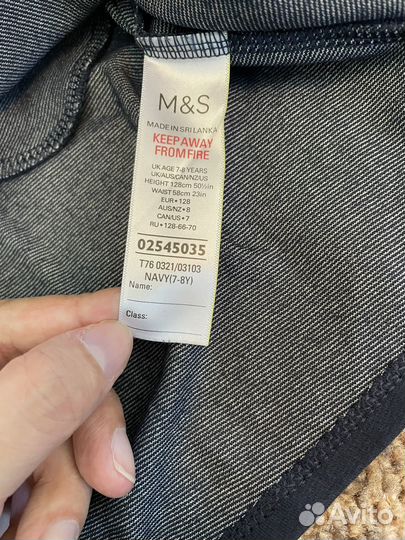 M&S
MADE IN SRI LANKA
KEEP AWAY
FROM FIRE
UK AGE 7-8 YEARS
UK/AUS/CAN/NZ/US
HEIGHT 128cm 50½in
WAIST 58cm 23in
EUR • 128
AUS/NZ • 8
CAN/US • 7
RU • 128-66-70
02545035
T76 0321/03103
NAVY(7-8Y)
Name:
Class:
Avito